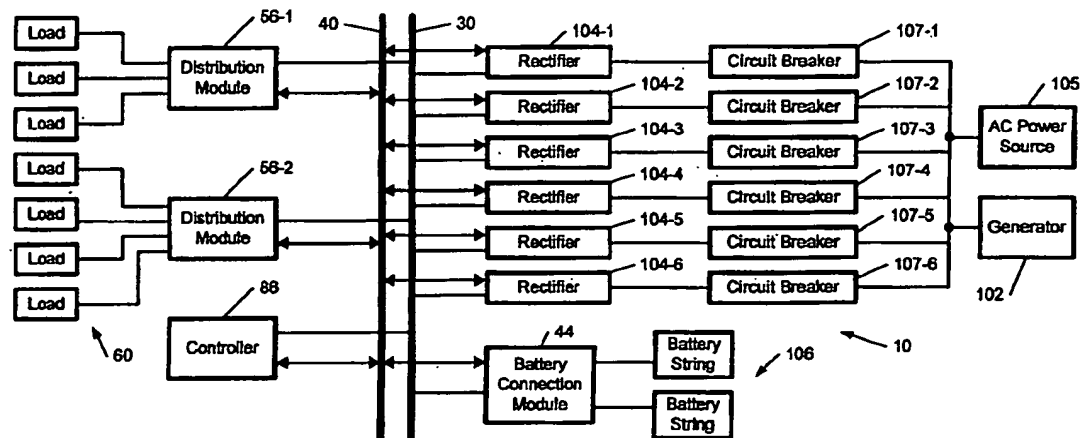 Load
Load
Load
Load
Load
Load
Load
60
56-1
Distribution
Module
56-2
Distribution
Module
88
Controller
40
30
Rectifier
104-1
Circuit Breaker
107-1
Rectifier
104-2
Circuit Breaker
107-2
Rectifier
104-3
Circuit Breaker
107-3
Rectifier
104-4
Circuit Breaker
107-4
Rectifier
104-5
Circuit Breaker
107-5
Rectifier
104-6
Circuit Breaker
107-6
105
AC Power
Source
Generator
102
10
44
Battery
Connection
Module
Battery
String
Battery
String
106